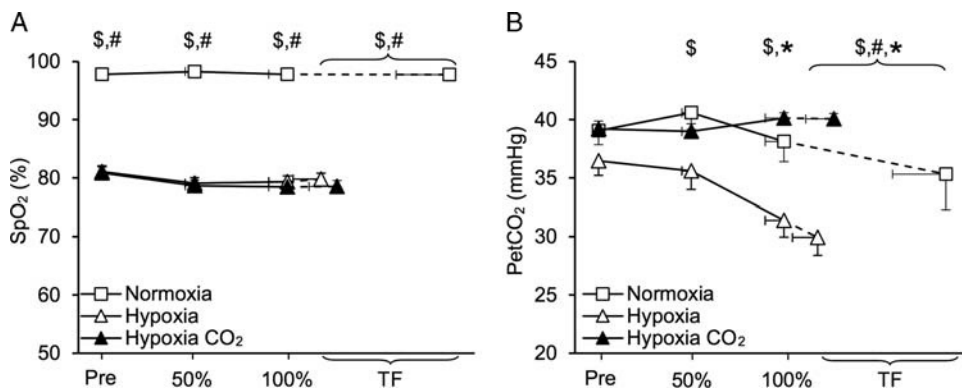 A
$,# $,# $,# $,#
100
90
80
70
60
50
SpO₂ (%)
Normoxia
Hypoxia
Hypoxia CO₂
Pre 50% 100% TF
B
$ $,* $,#,*
45
40
35
30
25
20
PetCO₂ (mmHg)
Normoxia
Hypoxia
Hypoxia CO₂
Pre 50% 100% TF